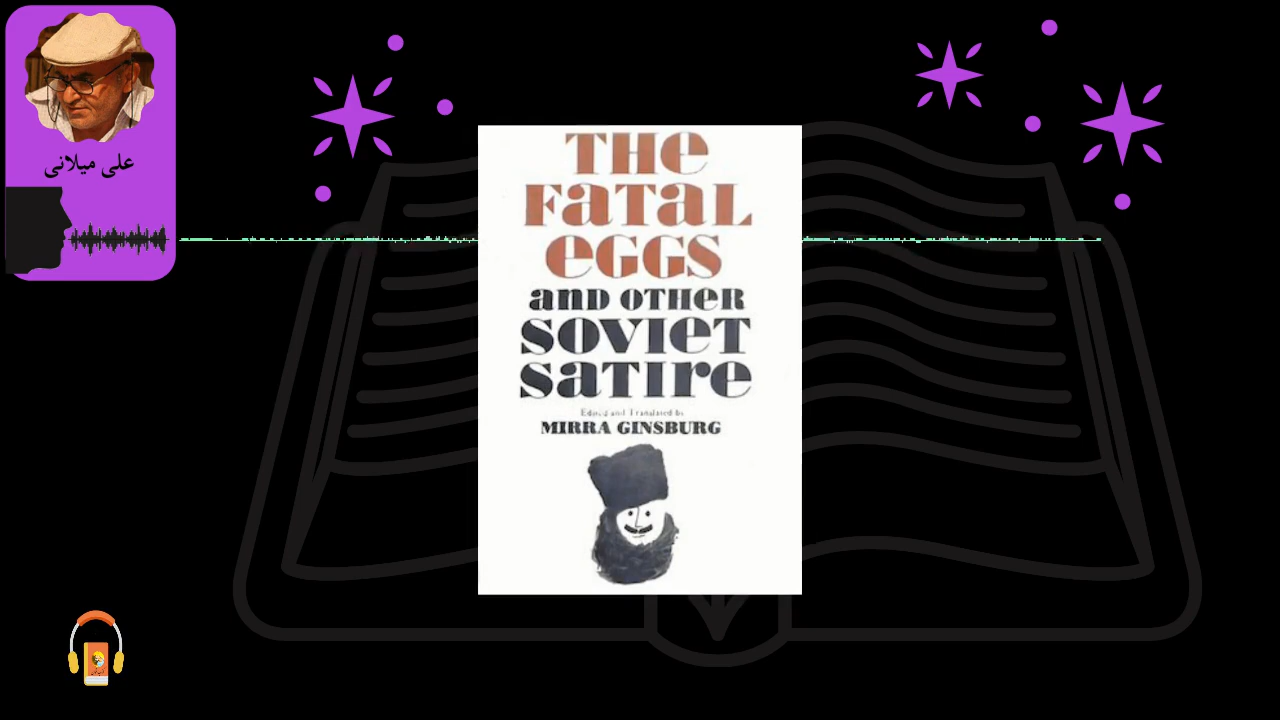 علی میلانی
THE
FATAL
EGGS
AND OTHER
SOVIET
SATIRE
Edited and Translated by
MIRRA GINSBURG